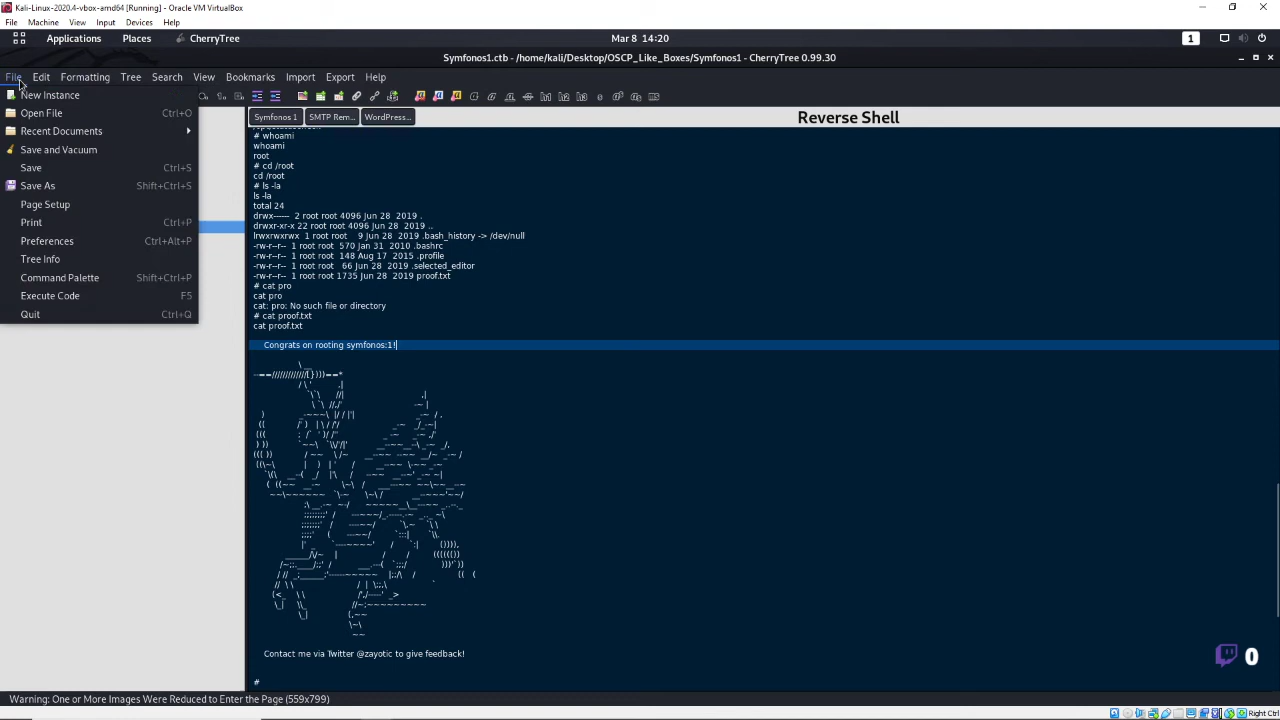 Kali-Linux-2020.4-vbox-amd64 [Running] - Oracle VM VirtualBox
File Machine View Input Devices Help
Applications Places CherryTree Mar 8 14:20 1
Symfonos1.ctb - /home/kali/Desktop/OSCP_Like_Boxes/Symfonos1 - CherryTree 0.99.30
File Edit Formatting Tree Search View Bookmarks Import Export Help
New Instance
Open File Ctrl+O
Recent Documents
Save and Vacuum
Save Ctrl+S
Save As Shift+Ctrl+S
Page Setup
Print Ctrl+P
Preferences Ctrl+Alt+P
Tree Info
Command Palette Shift+Ctrl+P
Execute Code F5
Quit Ctrl+Q
Symfonos 1 SMTP Rem... WordPress... Reverse Shell
# whoami
whoami
root
# cd /root
cd /root
# ls -la
ls -la
total 24
drwx------ 2 root root 4096 Jun 28 2019 .
drwxr-xr-x 22 root root 4096 Jun 28 2019 ..
lrwxrwxrwx 1 root root 9 Jun 28 2019 .bash_history -> /dev/null
-rw-r--r-- 1 root root 570 Jan 31 2010 .bashrc
-rw-r--r-- 1 root root 148 Aug 17 2015 .profile
-rw-r--r-- 1 root root 66 Jun 28 2019 .selected_editor
-rw-r--r-- 1 root root 1735 Jun 28 2019 proof.txt
# cat pro
cat pro
cat: pro: No such file or directory
# cat proof.txt
cat proof.txt
Congrats on rooting symfonos:1!
Contact me via Twitter @zayotic to give feedback!
#
0
Warning: One or More Images Were Reduced to Enter the Page (559x799)
Right Ctrl